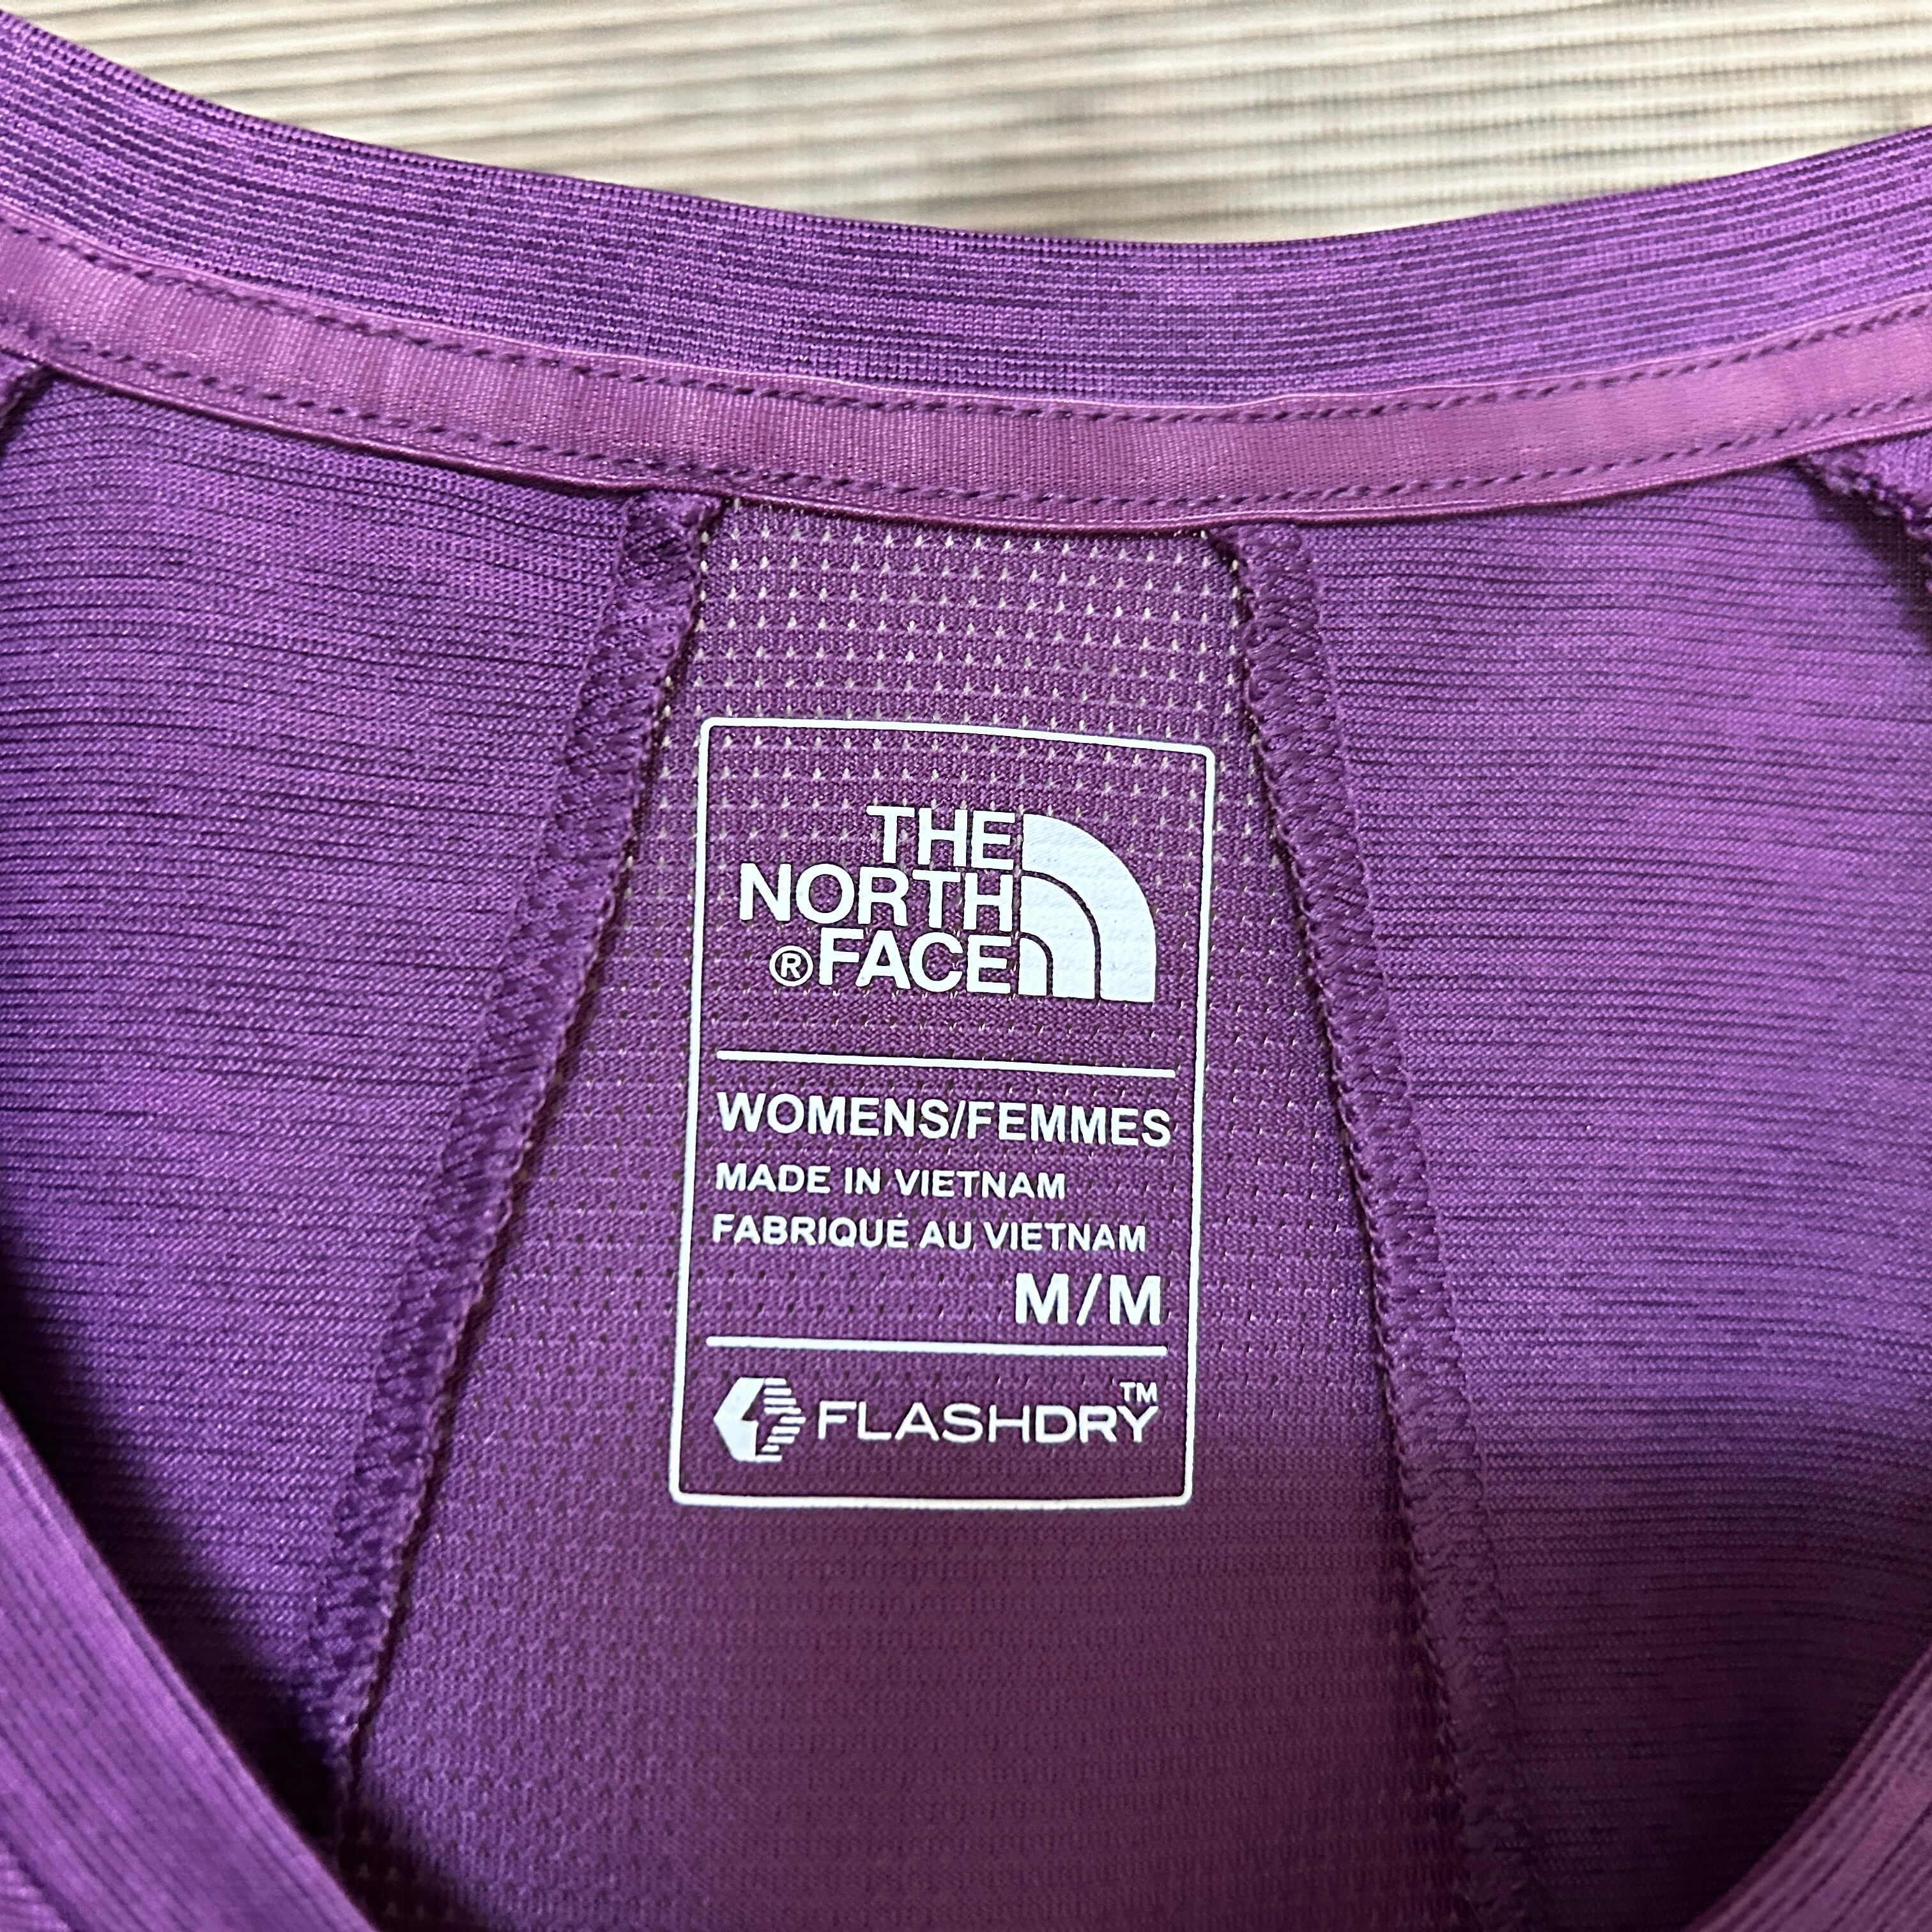 THE
NORTH
®FACE
WOMENS/FEMMES
MADE IN VIETNAM
FABRIQUÉ AU VIETNAM
M/M
FLASHDRY™